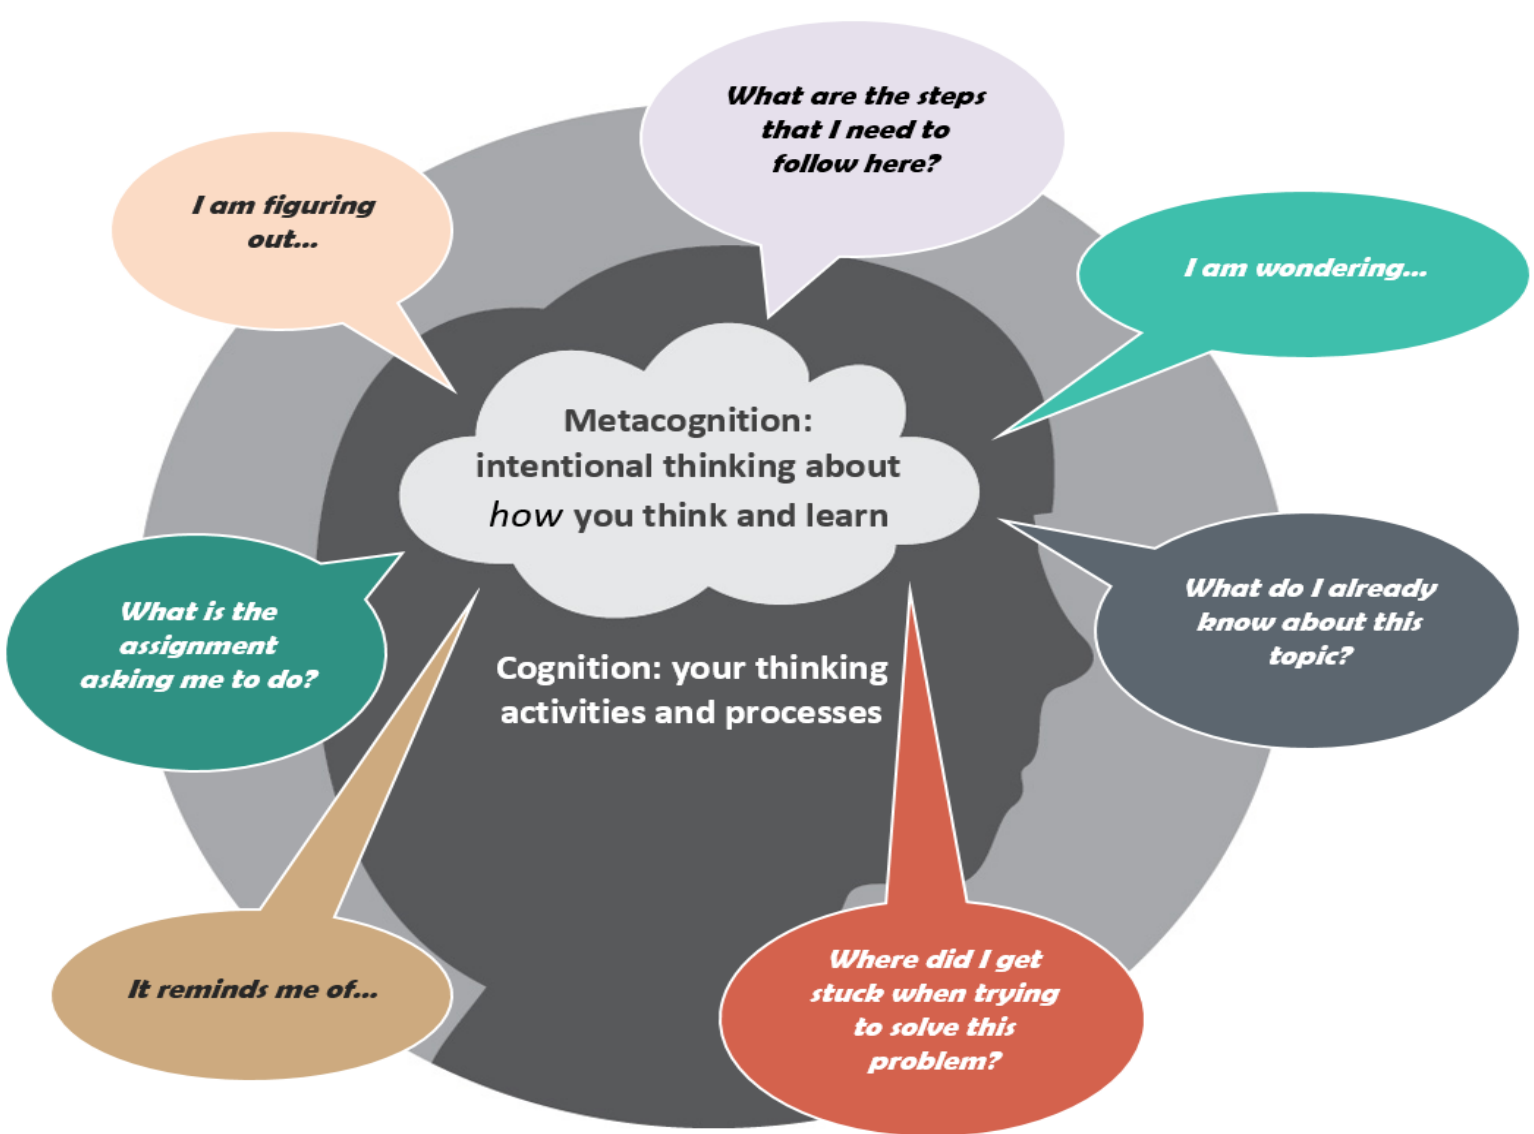 What are the steps
that I need to
follow here?
I am figuring
out...
I am wondering...
Metacognition:
intentional thinking about
how you think and learn
What is the
assignment
asking me to do?
What do I already
know about this
topic?
Cognition: your thinking
activities and processes
It reminds me of...
Where did I get
stuck when trying
to solve this
problem?